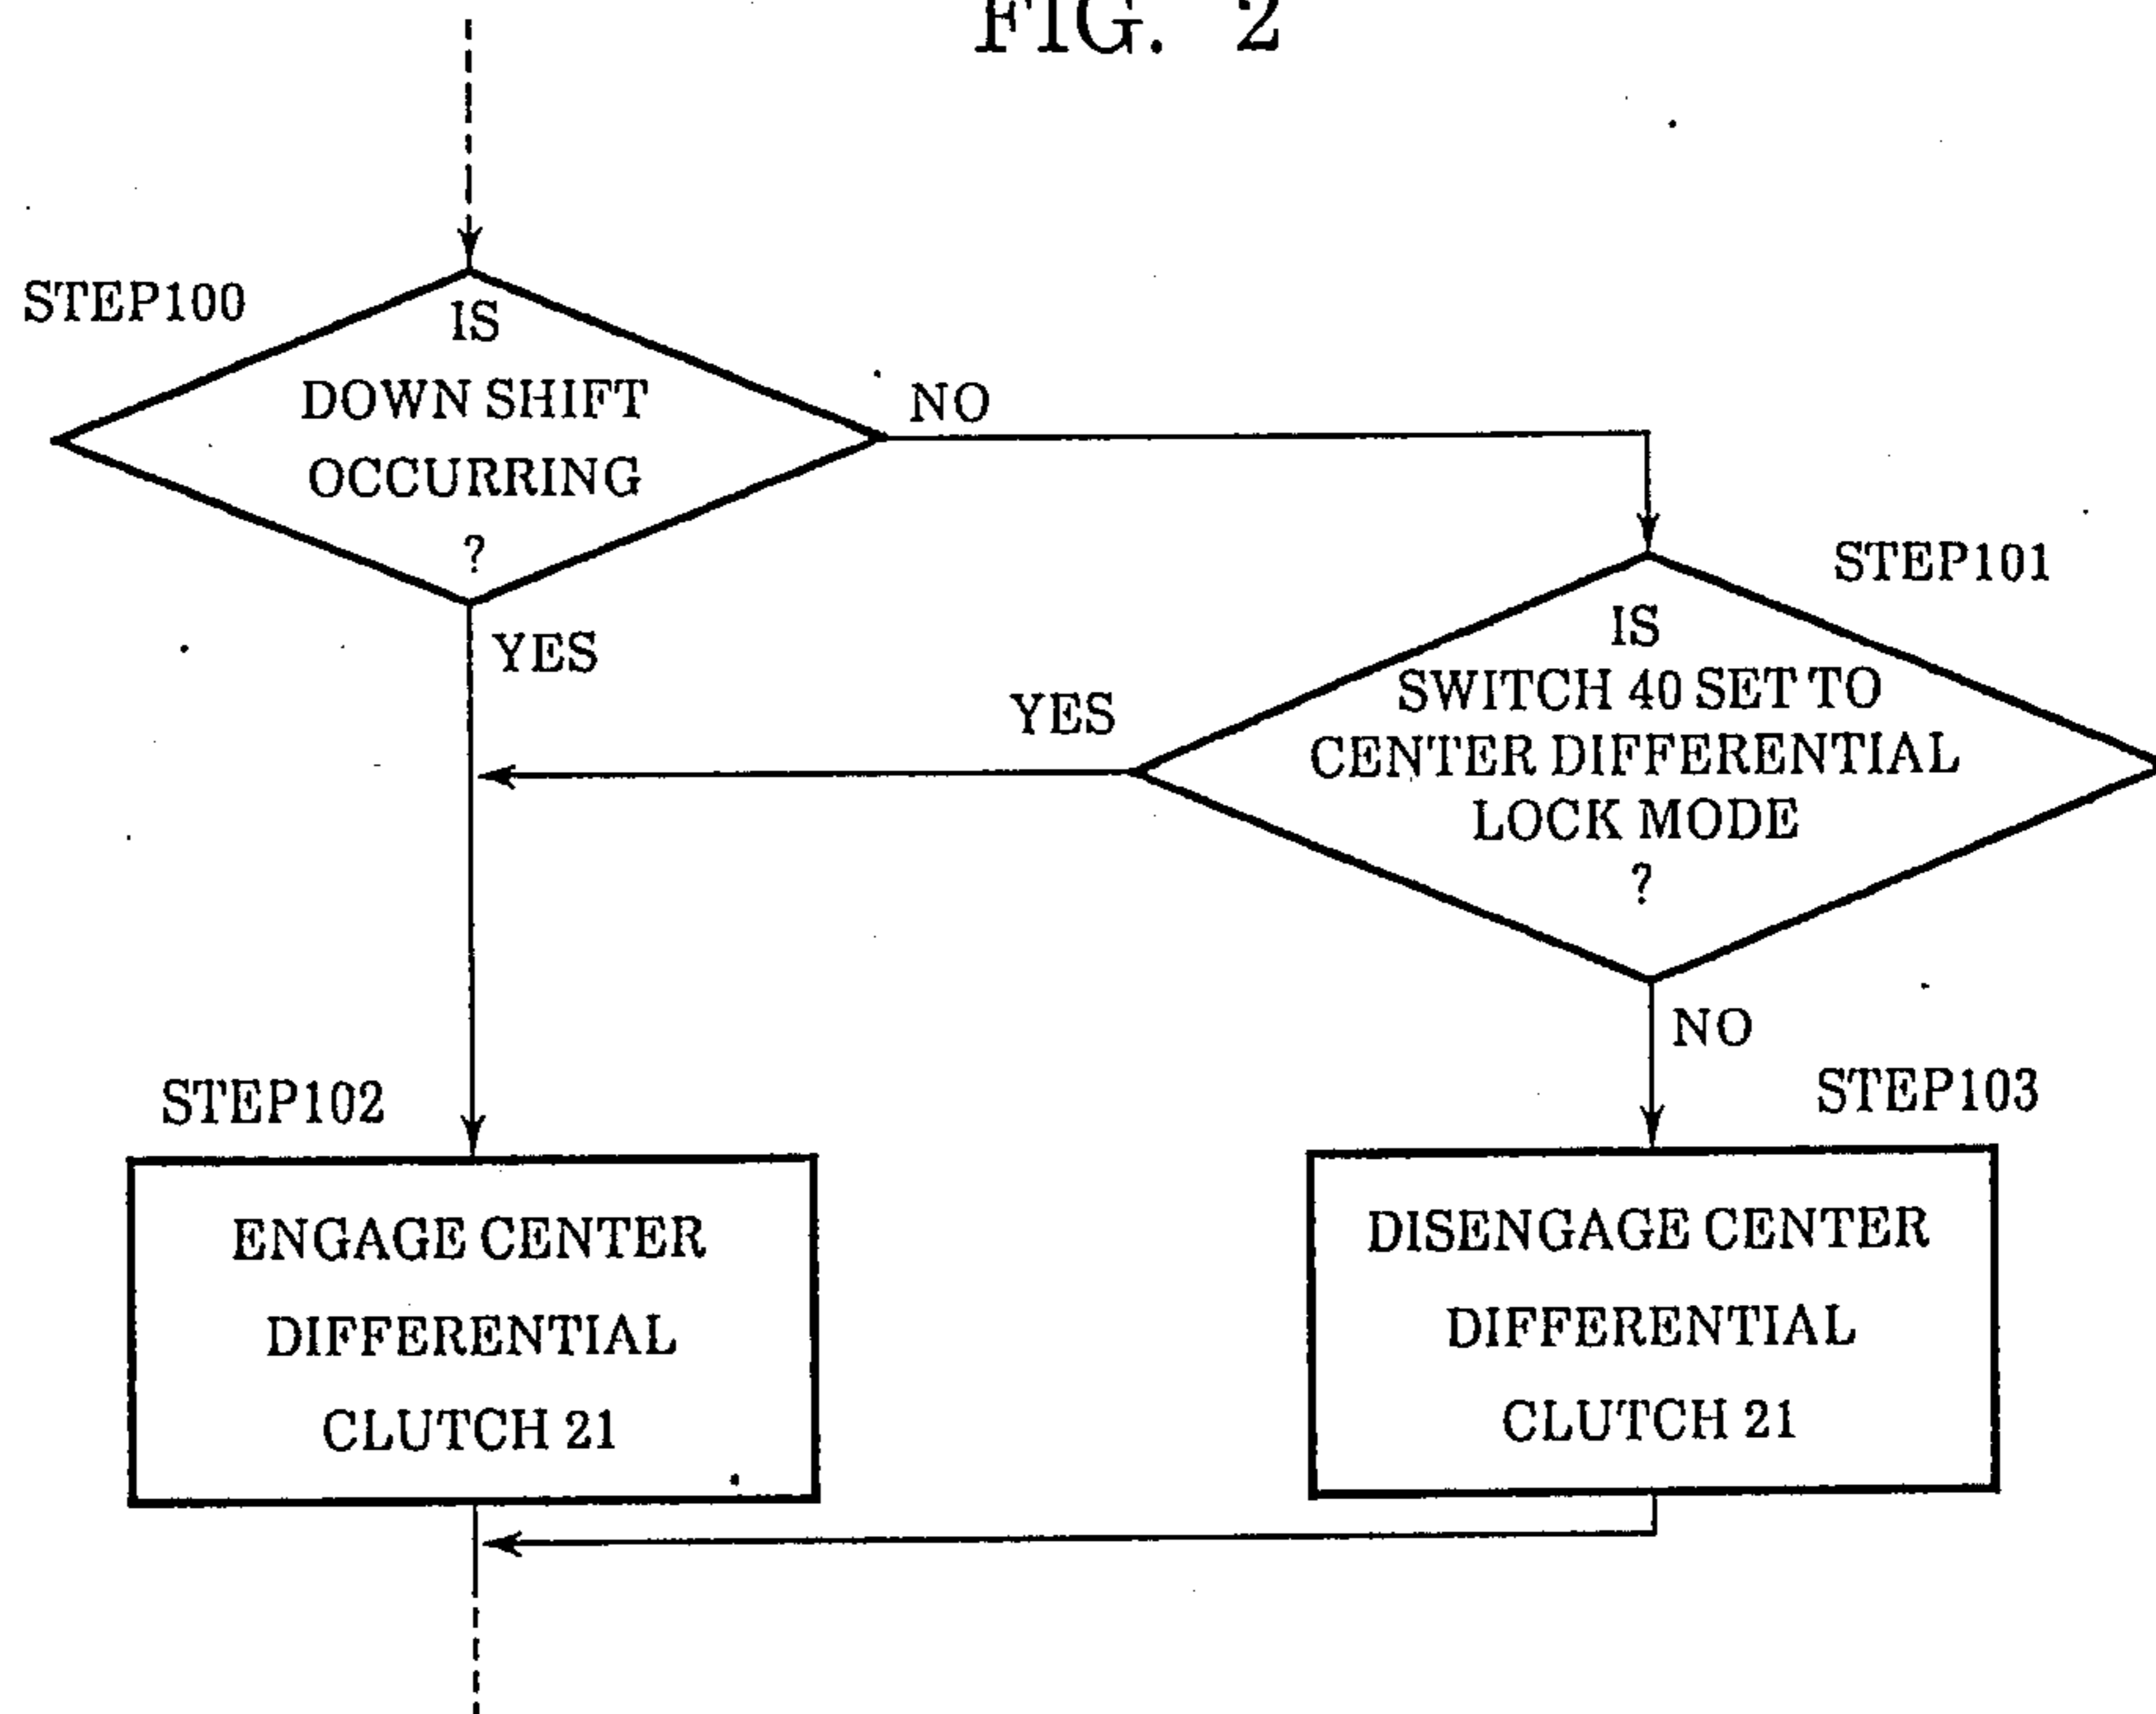 FIG. 2
STEP100
IS
DOWN SHIFT
OCCURRING
?
NO
YES
STEP101
IS
SWITCH 40 SET TO
CENTER DIFFERENTIAL
LOCK MODE
?
YES
NO
STEP102
ENGAGE CENTER
DIFFERENTIAL
CLUTCH 21
STEP103
DISENGAGE CENTER
DIFFERENTIAL
CLUTCH 21